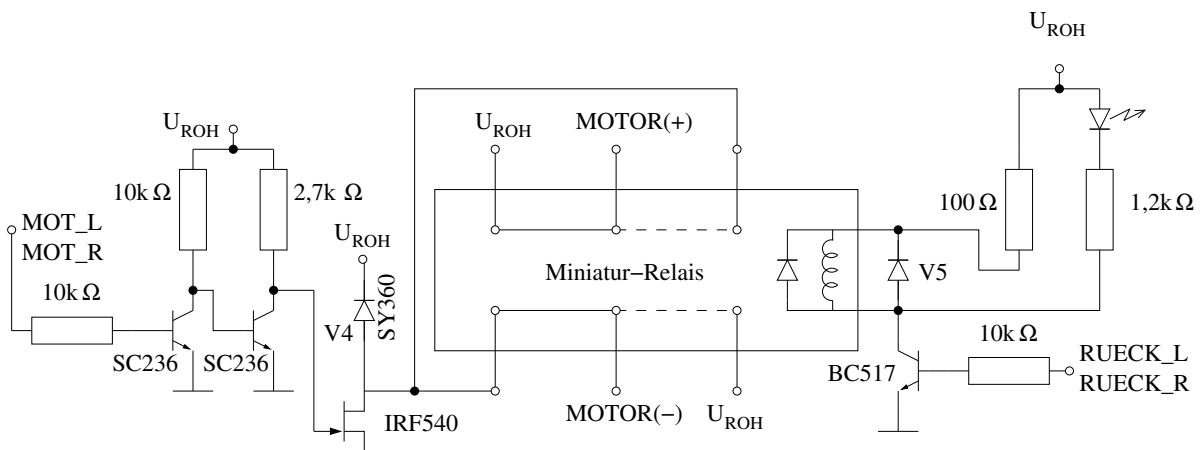 U_ROH
U_ROH
MOTOR(+)
U_ROH
10k Ω
2,7k Ω
100 Ω
1,2k Ω
MOT_L
MOT_R
U_ROH
10k Ω
V4
SY360
Miniatur−Relais
V5
SC236
SC236
10k Ω
BC517
RUECK_L
RUECK_R
IRF540
MOTOR(−)
U_ROH